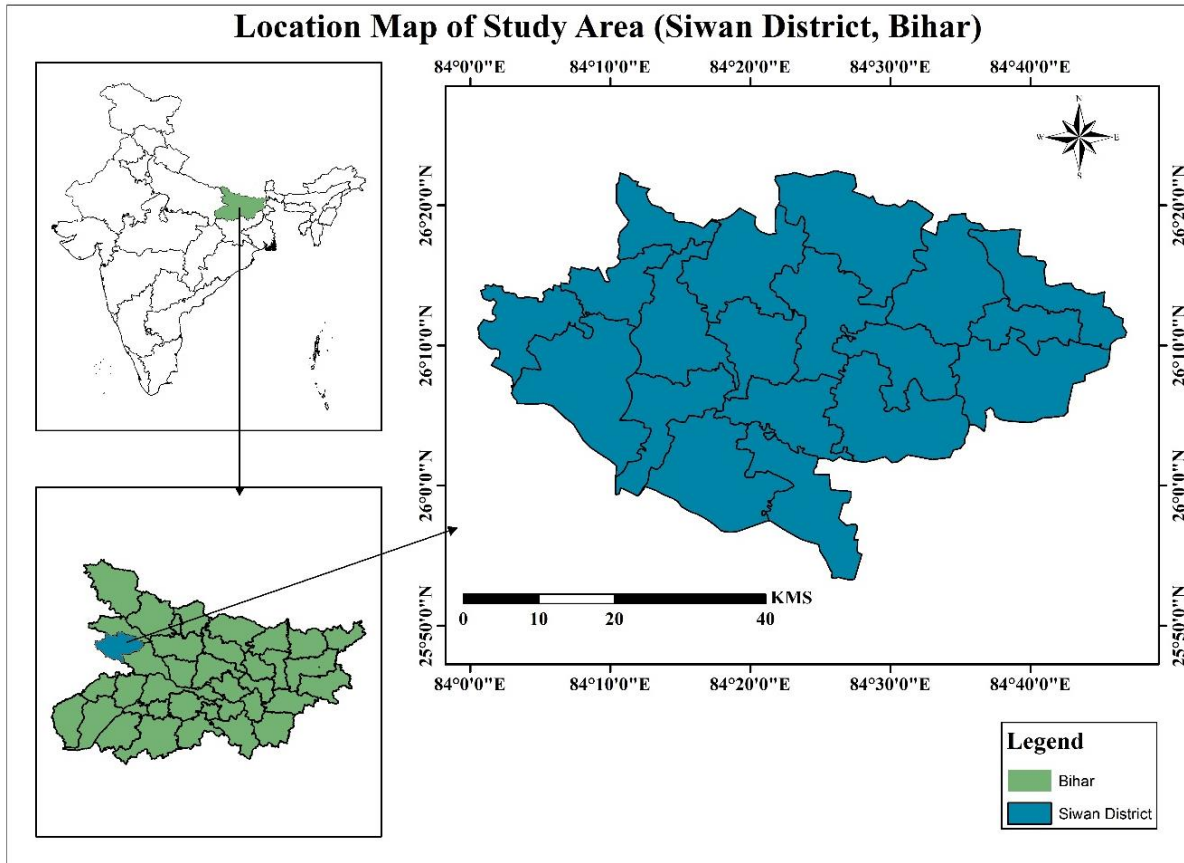 Location Map of Study Area (Siwan District, Bihar)
84°0'0"E 84°10'0"E 84°20'0"E 84°30'0"E 84°40'0"E
N
W E
S
26°20'0"N 26°20'0"N
26°10'0"N 26°10'0"N
26°0'0"N 26°0'0"N
25°50'0"N 25°50'0"N
KMS
0 10 20 40
84°0'0"E 84°10'0"E 84°20'0"E 84°30'0"E 84°40'0"E
Legend
Bihar
Siwan District